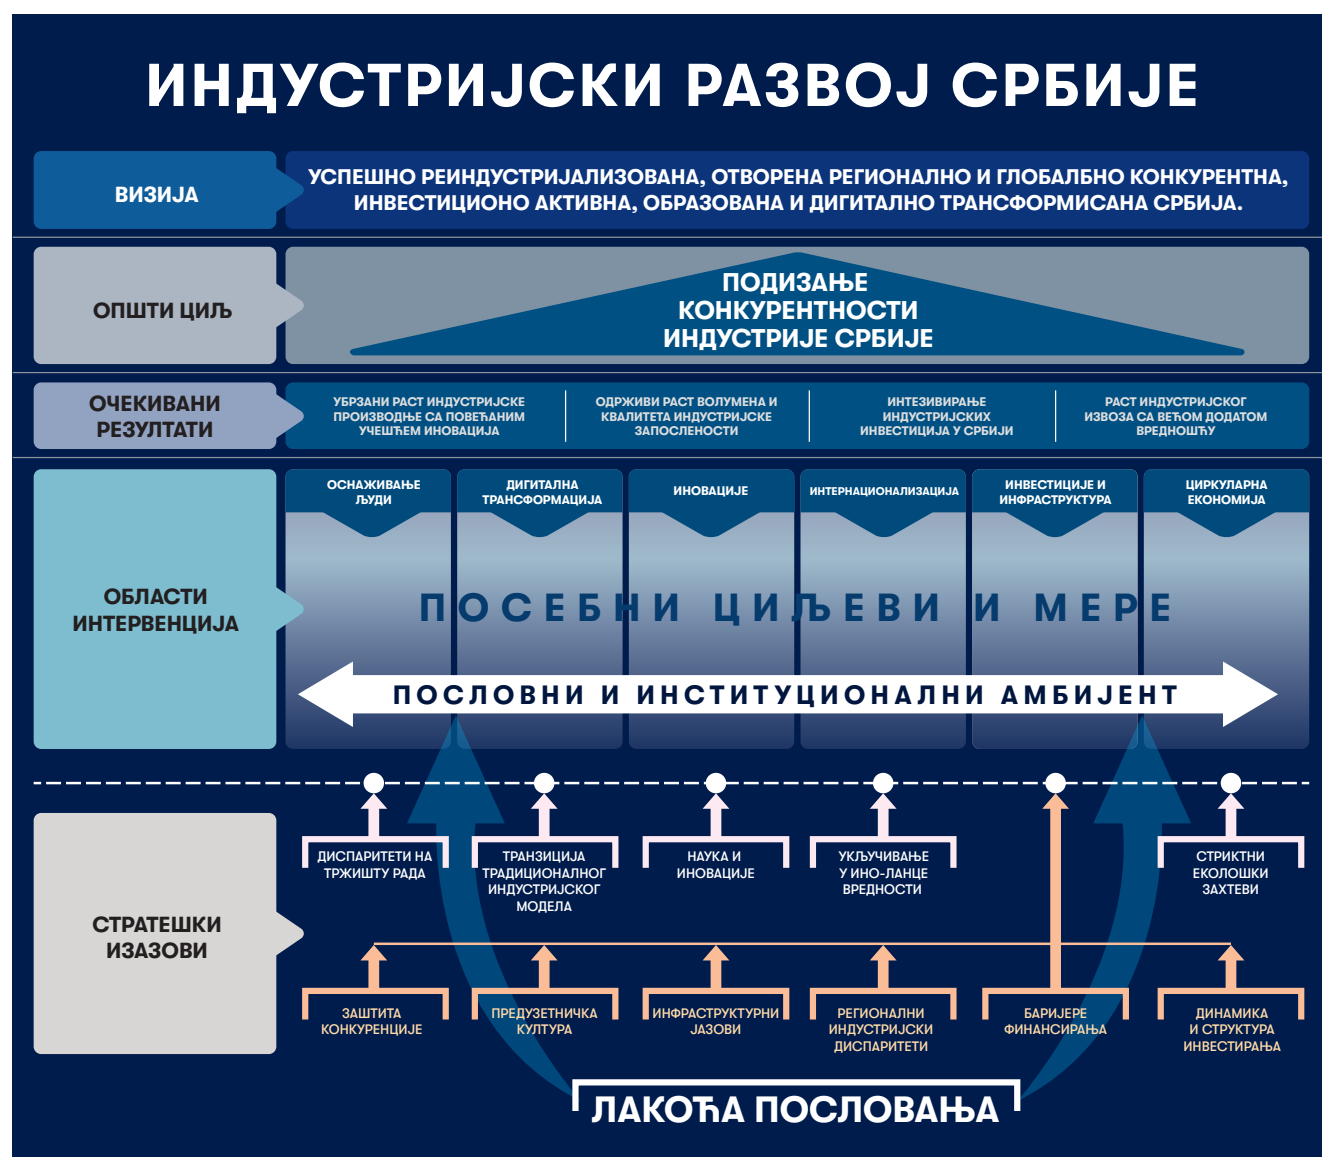 ИНДУСТРИЈСКИ РАЗВОЈ СРБИЈЕ
ВИЗИЈА
УСПЕШНО РЕИНДУСТРИЈАЛИЗОВАНА, ОТВОРЕНА РЕГИОНАЛНО И ГЛОБАЛБНО КОНКУРЕНТНА,
ИНВЕСТИЦИОНО АКТИВНА, ОБРАЗОВАНА И ДИГИТАЛНО ТРАНСФОРМИСАНА СРБИЈА.
ОПШТИ ЦИЉ
ПОДИЗАЊЕ
КОНКУРЕНТНОСТИ
ИНДУСТРИЈЕ СРБИЈЕ
ОЧЕКИВАНИ
РЕЗУЛТАТИ
УБРЗАНИ РАСТ ИНДУСТРИЈСКЕ
ПРОИЗВОДЊЕ СА ПОВЕЋАНИМ
УЧЕШЋЕМ ИНОВАЦИЈА
ОДРЖИВИ РАСТ ВОЛУМЕНА И
КВАЛИТЕТА ИНДУСТРИЈСКЕ
ЗАПОСЛЕНОСТИ
ИНТЕЗИВИРАЊЕ
ИНДУСТРИЈСКИХ
ИНВЕСТИЦИЈА У СРБИЈИ
РАСТ ИНДУСТРИЈСКОГ
ИЗВОЗА СА ВЕЋОМ ДОДАТОМ
ВРЕДНОШЋУ
ОБЛАСТИ
ИНТЕРВЕНЦИЈА
ОСНАЖИВАЊЕ
ЉУДИ
ДИГИТАЛНА
ТРАНСФОРМАЦИЈА
ИНОВАЦИЈЕ
ИНТЕРНАЦИОНАЛИЗАЦИЈА
ИНВЕСТИЦИЈЕ И
ИНФРАСТРУКТУРА
ЦИРКУЛАРНА
ЕКОНОМИЈА
ПОСЕБНИ ЦИЉЕВИ И МЕРЕ
ПОСЛОВНИ И ИНСТИТУЦИОНАЛНИ АМБИЈЕНТ
СТРАТЕШКИ
ИЗАЗОВИ
ДИСПАРИТЕТИ НА
ТРЖИШТУ РАДА
ТРАНЗИЦИЈА
ТРАДИЦИОНАЛНОГ
ИНДУСТРИЈСКОГ
МОДЕЛА
НАУКА И
ИНОВАЦИЈЕ
УКЉУЧИВАЊЕ
У ИНО-ЛАНЦЕ
ВРЕДНОСТИ
СТРИКТНИ
ЕКОЛОШКИ
ЗАХТЕВИ
ЗАШТИТА
КОНКУРЕНЦИЈЕ
ПРЕДУЗЕТНИЧКА
КУЛТУРА
ИНФРАСТРУКТУРНИ
ЈАЗОВИ
РЕГИОНАЛНИ
ИНДУСТРИЈСКИ
ДИСПАРИТЕТИ
БАРИЈЕРЕ
ФИНАНСИРАЊА
ДИНАМИКА
И СТРУКТУРА
ИНВЕСТИРАЊА
ЛАКОЋА ПОСЛОВАЊА